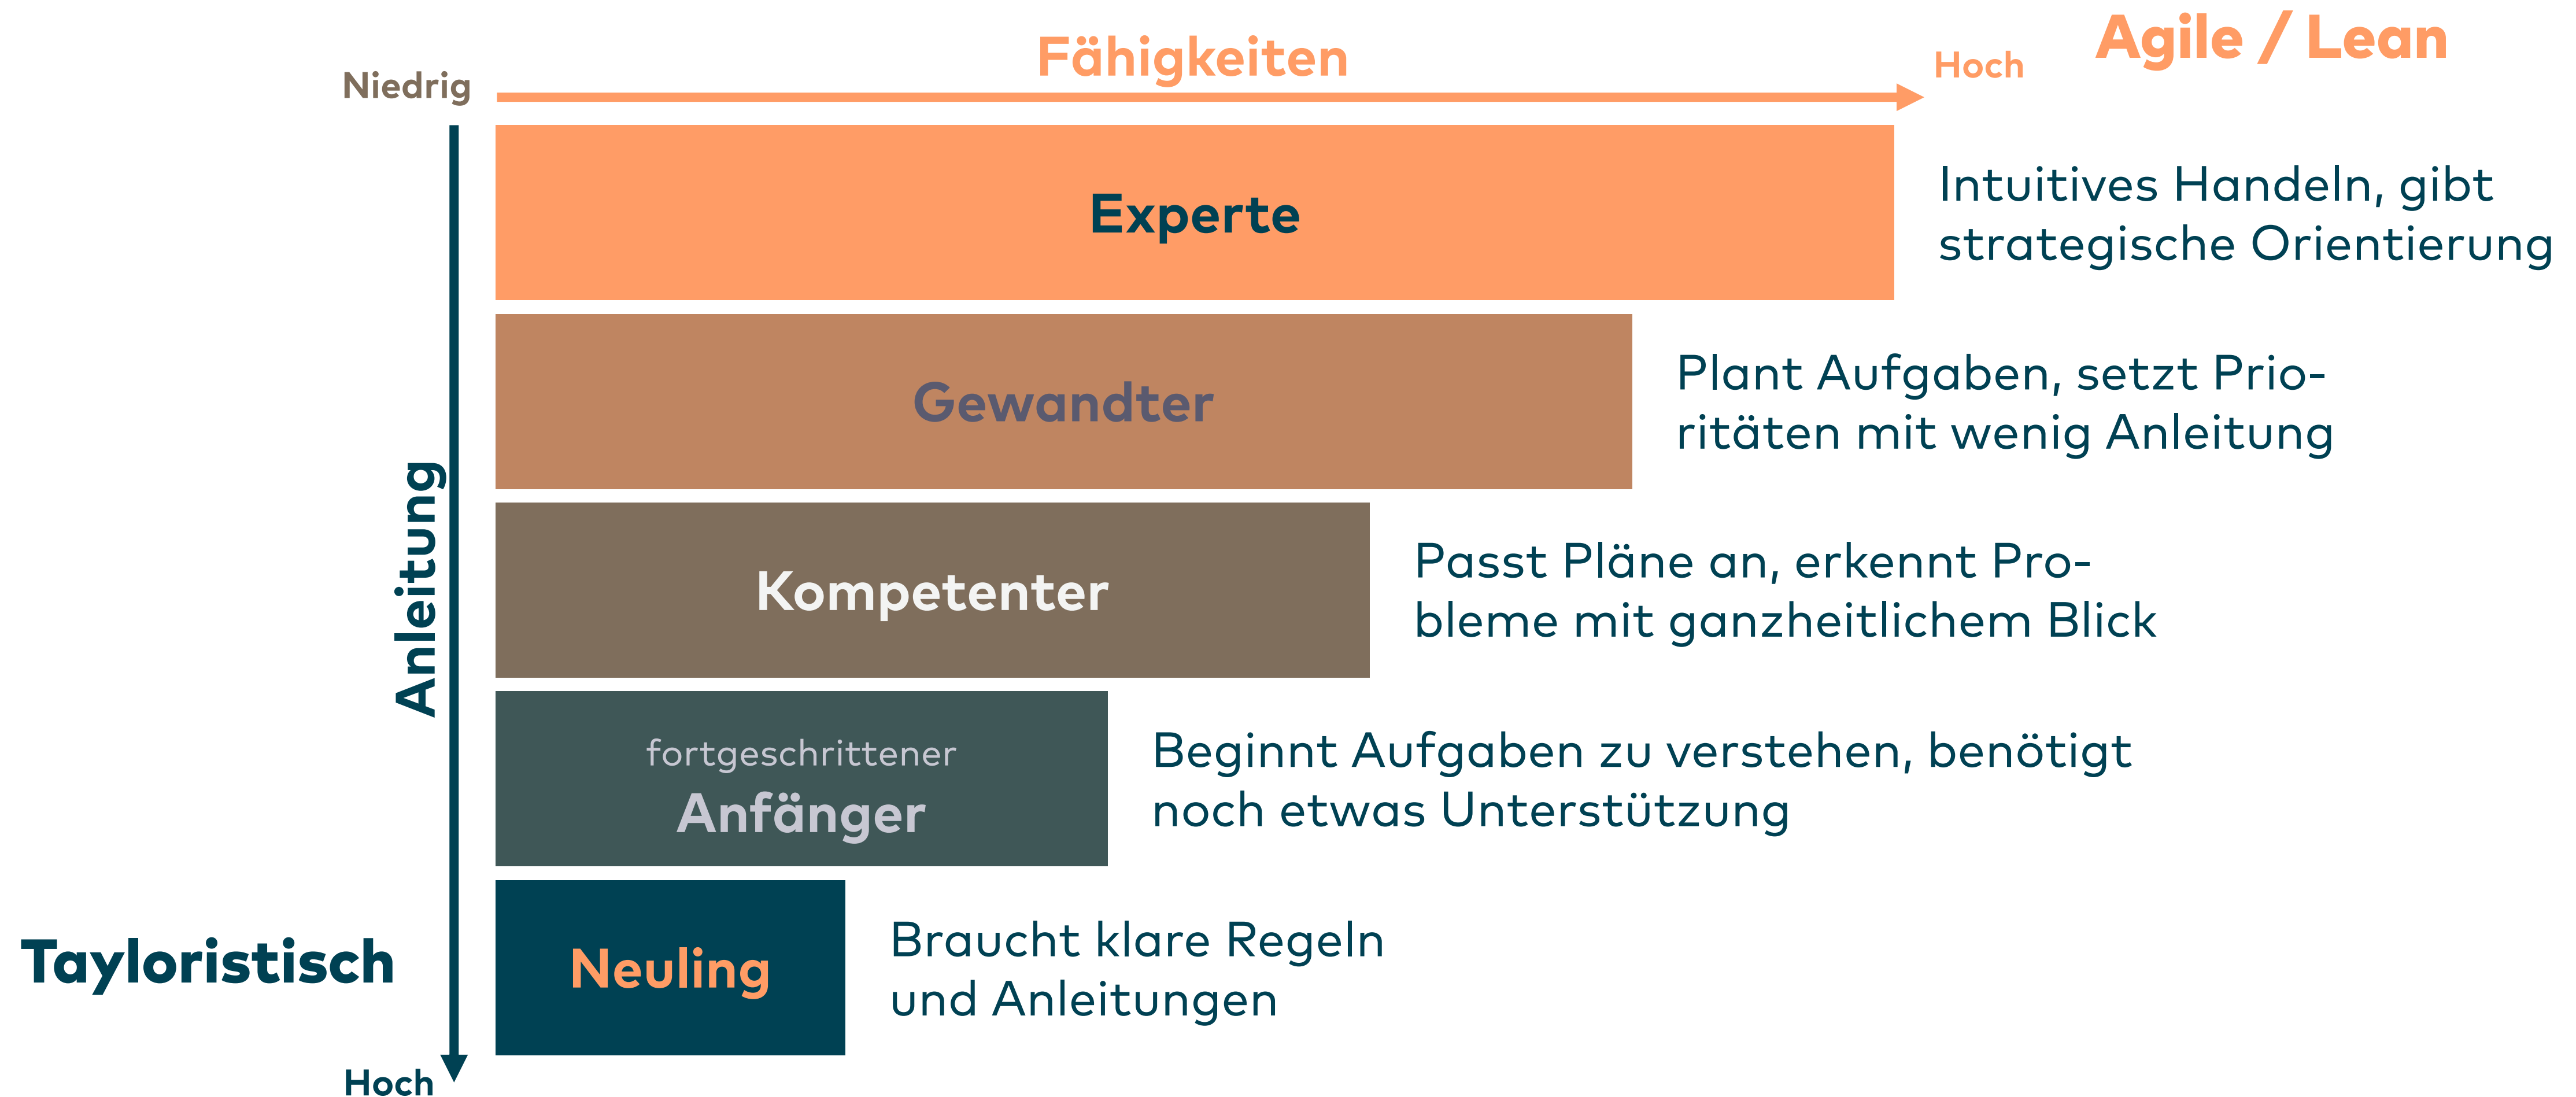 Fähigkeiten
Agile / Lean
Niedrig
Hoch
Experte
Intuitives Handeln, gibt
strategische Orientierung
Gewandter
Plant Aufgaben, setzt Prio-
ritäten mit wenig Anleitung
Anleitung
Kompetenter
Passt Pläne an, erkennt Pro-
bleme mit ganzheitlichem Blick
fortgeschrittener
Anfänger
Beginnt Aufgaben zu verstehen, benötigt
noch etwas Unterstützung
Tayloristisch
Neuling
Braucht klare Regeln
und Anleitungen
Hoch